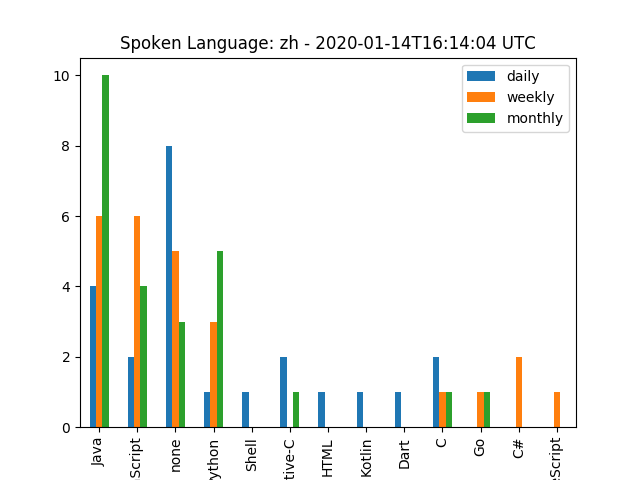 Spoken Language: zh - 2020-01-14T16:14:04 UTC
daily
weekly
monthly
10
8
6
4
2
0
Java
Script
none
ython
Shell
tive-C
HTML
Kotlin
Dart
C
Go
C#
eScript